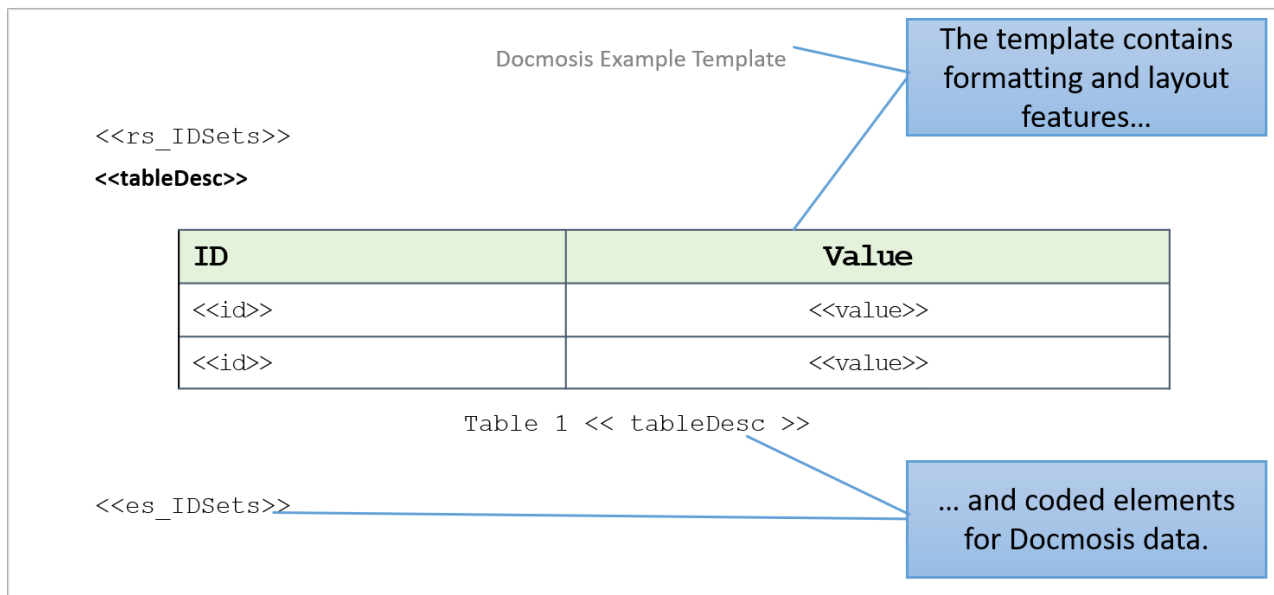 Docmosis Example Template
The template contains
formatting and layout
features...
<<rs_IDSets>>
<<tableDesc>>
ID Value
<<id>> <<value>>
<<id>> <<value>>
Table 1 << tableDesc >>
<<es_IDSets>>
... and coded elements
for Docmosis data.